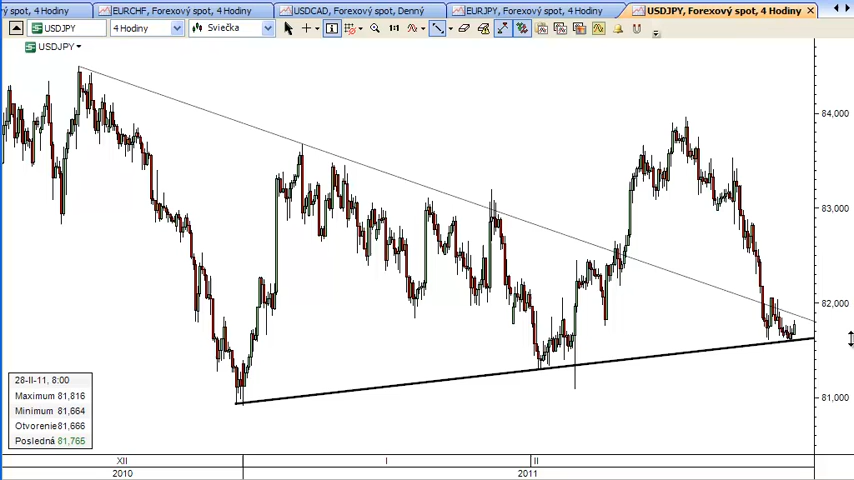 ý spot, 4 Hodiny
EURCHF, Forexový spot, 4 Hodiny
USDCAD, Forexový spot, Denný
EURJPY, Forexový spot, 4 Hodiny
USDJPY, Forexový spot, 4 Hodiny
USDJPY
4 Hodiny
Sviečka
1:1
USDJPY
84,000
83,000
82,000
81,000
28-II-11, 8:00
Maximum 81,816
Minimum 81,664
Otvorenie 81,666
Posledná 81,765
XII
I
II
2010
2011